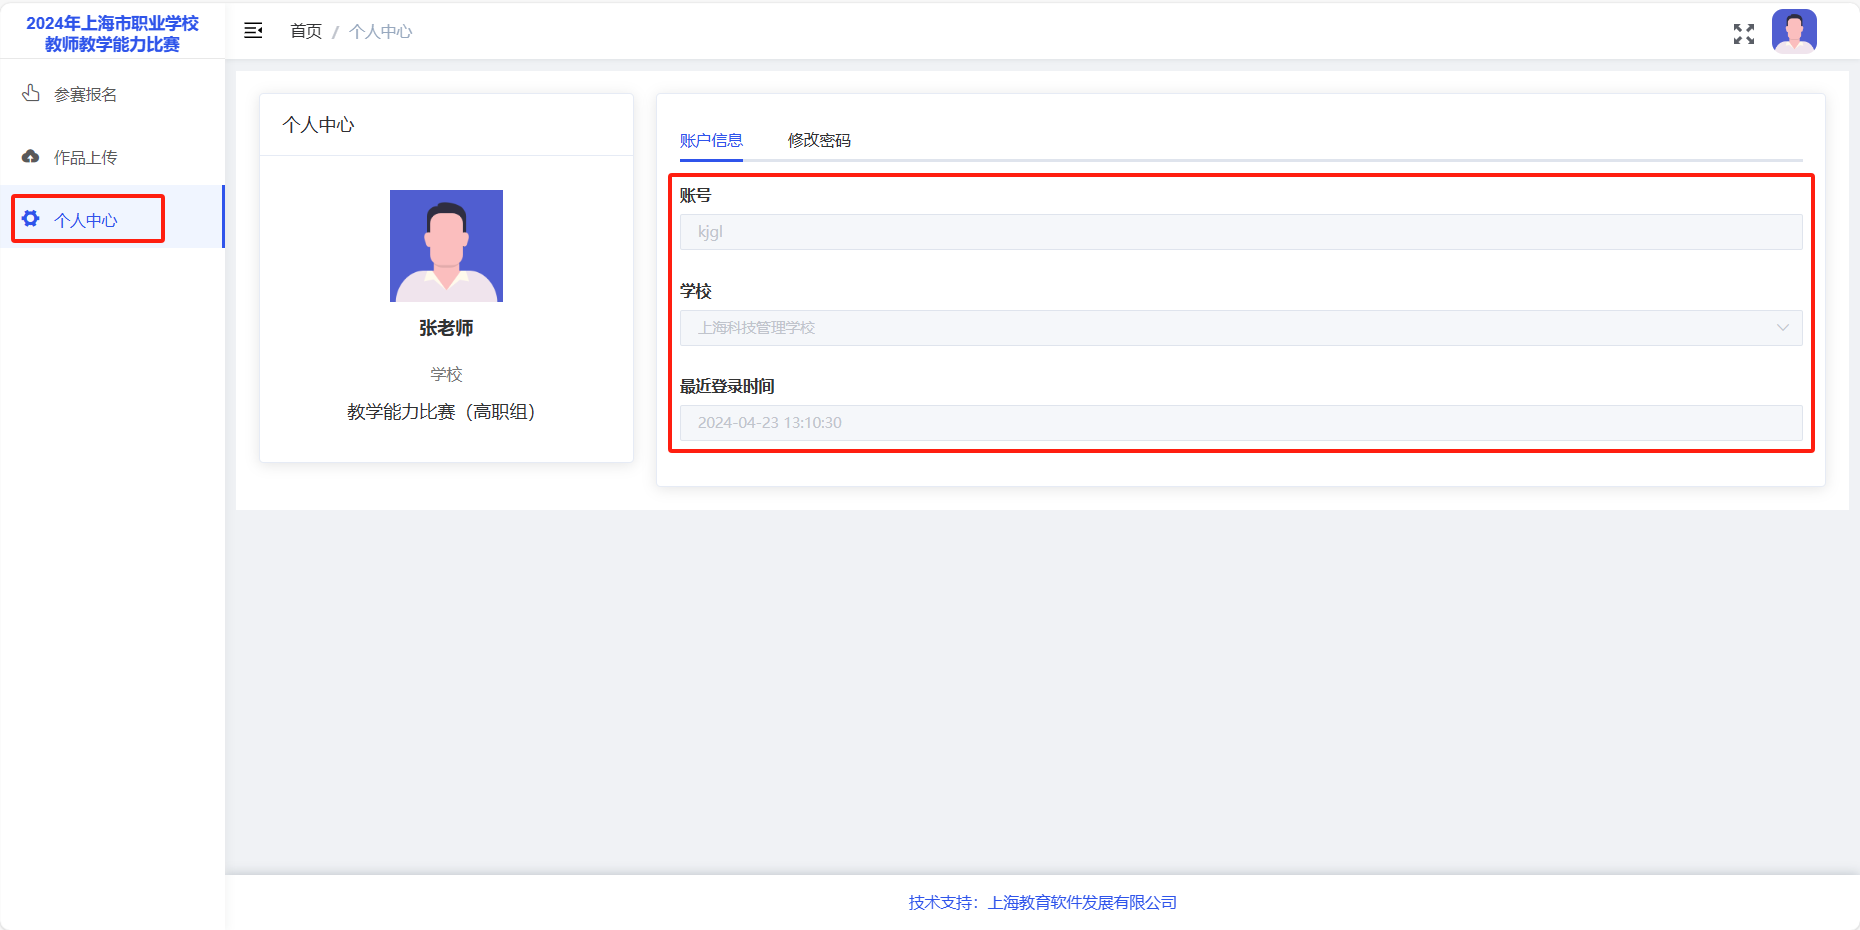 2024年上海市职业学校
教师教学能力比赛
首页 / 个人中心
参赛报名
作品上传
个人中心
个人中心
张老师
学校
教学能力比赛（高职组）
账户信息 修改密码
账号
kjgl
学校
上海科技管理学校
最近登录时间
2024-04-23 13:10:30
技术支持：上海教育软件发展有限公司